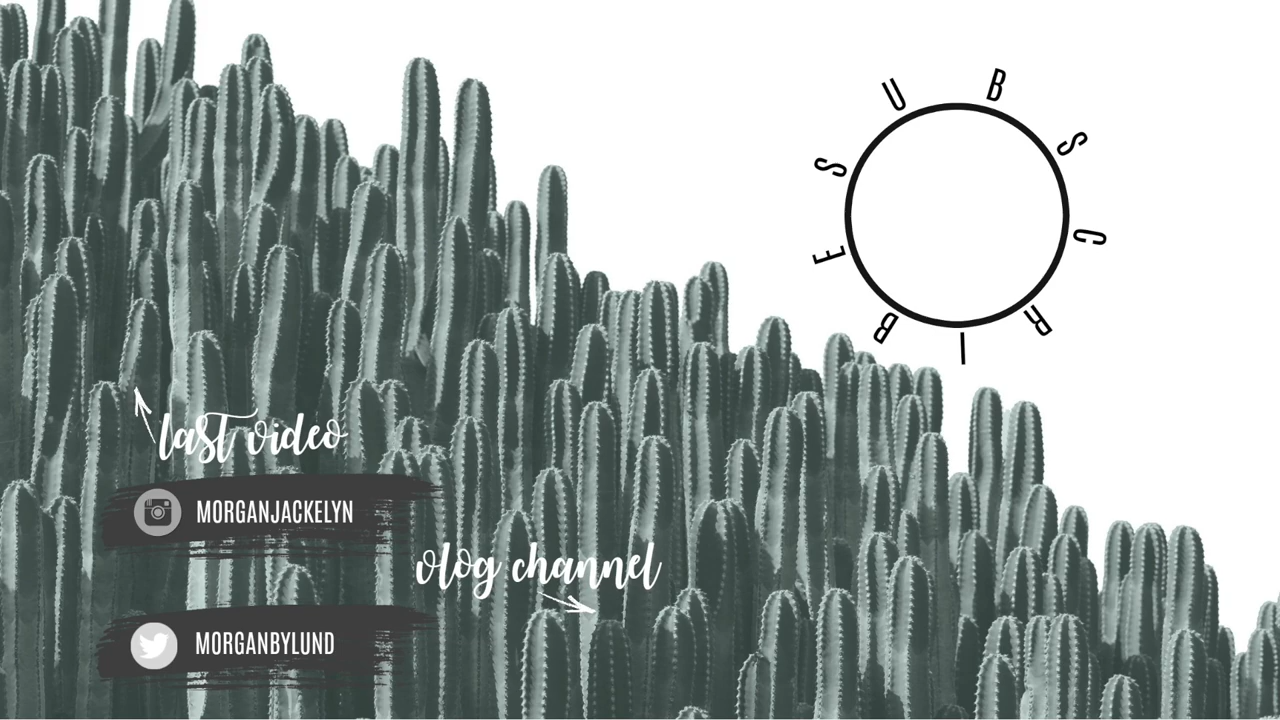 SUBSCRIBE
last video
MORGANJACKELYN
vlog channel
MORGANBYLUND